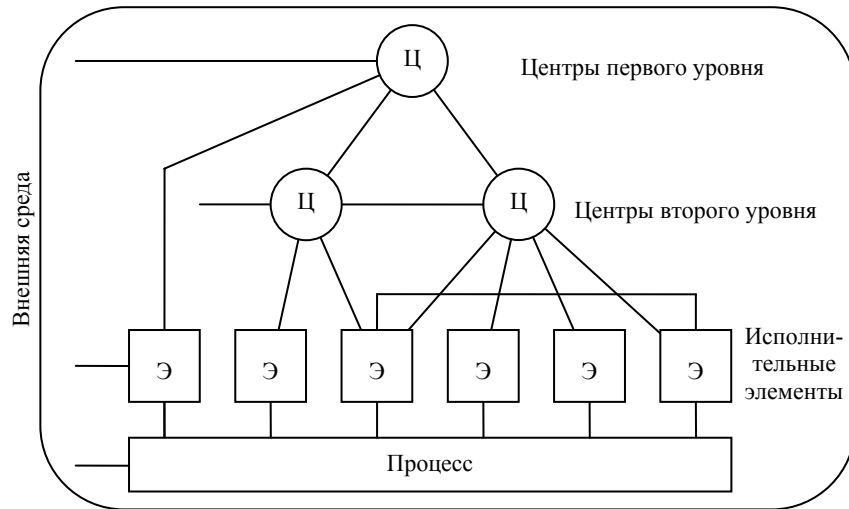 Ц
Центры первого уровня
Внешняя среда
Ц
Ц
Центры второго уровня
Исполни-
тельные
элементы
Э
Э
Э
Э
Э
Э
Процесс